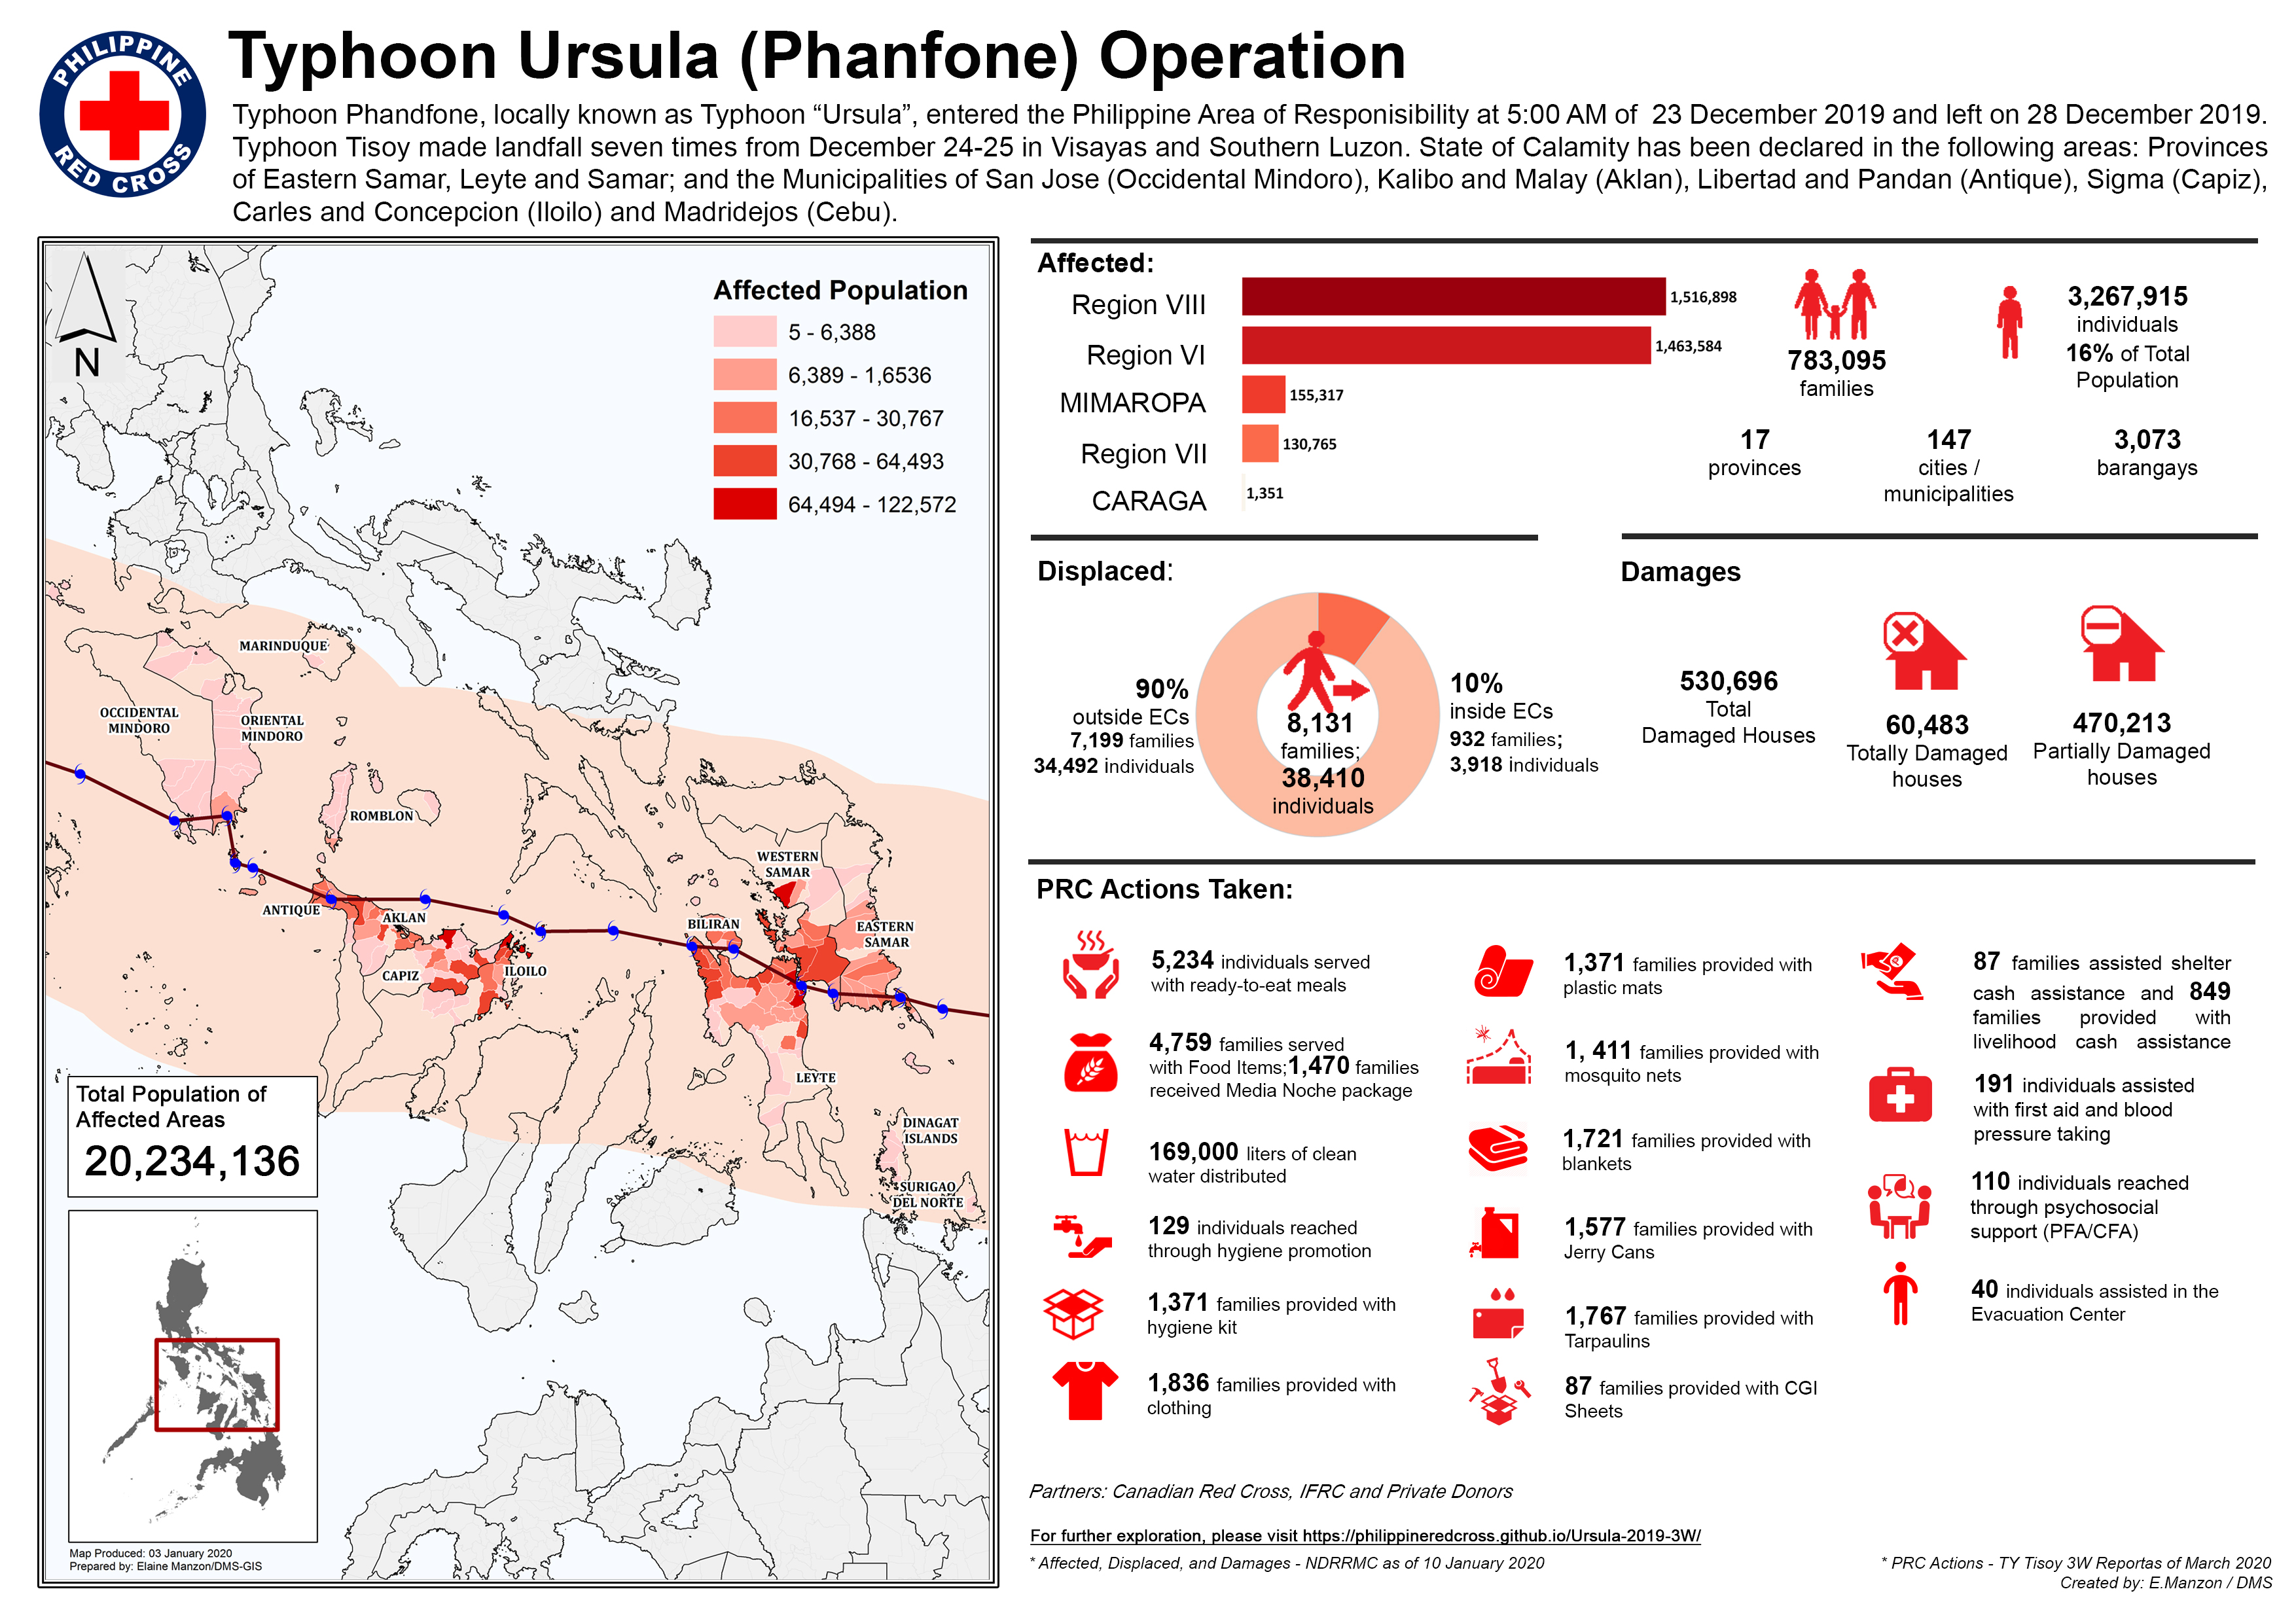 PHILIPPINE
RED CROSS
Typhoon Ursula (Phanfone) Operation
Typhoon Phandfone, locally known as Typhoon “Ursula”, entered the Philippine Area of Responisibility at 5:00 AM of 23 December 2019 and left on 28 December 2019.
Typhoon Tisoy made landfall seven times from December 24-25 in Visayas and Southern Luzon. State of Calamity has been declared in the following areas: Provinces
of Eastern Samar, Leyte and Samar; and the Municipalities of San Jose (Occidental Mindoro), Kalibo and Malay (Aklan), Libertad and Pandan (Antique), Sigma (Capiz),
Carles and Concepcion (Iloilo) and Madridejos (Cebu).
N
Affected Population
5 - 6,388
6,389 - 1,6536
16,537 - 30,767
30,768 - 64,493
64,494 - 122,572
MARINDUQUE
OCCIDENTAL
MINDORO
ORIENTAL
MINDORO
ROMBLON
WESTERN
SAMAR
ANTIQUE
AKLAN
BILIRAN
EASTERN
SAMAR
CAPIZ
ILOILO
LEYTE
DINAGAT
ISLANDS
SURIGAO
DEL NORTE
Total Population of
Affected Areas
20,234,136
Map Produced: 03 January 2020
Prepared by: Elaine Manzon/DMS-GIS
Affected:
Region VIII
1,516,898
Region VI
1,463,584
MIMAROPA
155,317
Region VII
130,765
CARAGA
1,351
783,095
families
3,267,915
individuals
16% of Total
Population
17
provinces
147
cities /
municipalities
3,073
barangays
Displaced:
90%
outside ECs
7,199 families
34,492 individuals
8,131
families;
38,410
individuals
10%
inside ECs
932 families;
3,918 individuals
Damages
530,696
Total
Damaged Houses
60,483
Totally Damaged
houses
470,213
Partially Damaged
houses
PRC Actions Taken:
5,234 individuals served
with ready-to-eat meals
4,759 families served
with Food Items;1,470 families
received Media Noche package
169,000 liters of clean
water distributed
129 individuals reached
through hygiene promotion
1,371 families provided with
hygiene kit
1,836 families provided with
clothing
1,371 families provided with
plastic mats
1, 411 families provided with
mosquito nets
1,721 families provided with
blankets
1,577 families provided with
Jerry Cans
1,767 families provided with
Tarpaulins
87 families provided with CGI
Sheets
87 families assisted shelter
cash assistance and 849
families provided with
livelihood cash assistance
191 individuals assisted
with first aid and blood
pressure taking
110 individuals reached
through psychosocial
support (PFA/CFA)
40 individuals assisted in the
Evacuation Center
Partners: Canadian Red Cross, IFRC and Private Donors
For further exploration, please visit https://philippineredcross.github.io/Ursula-2019-3W/
* Affected, Displaced, and Damages - NDRRMC as of 10 January 2020
* PRC Actions - TY Tisoy 3W Reportas of March 2020
Created by: E.Manzon / DMS